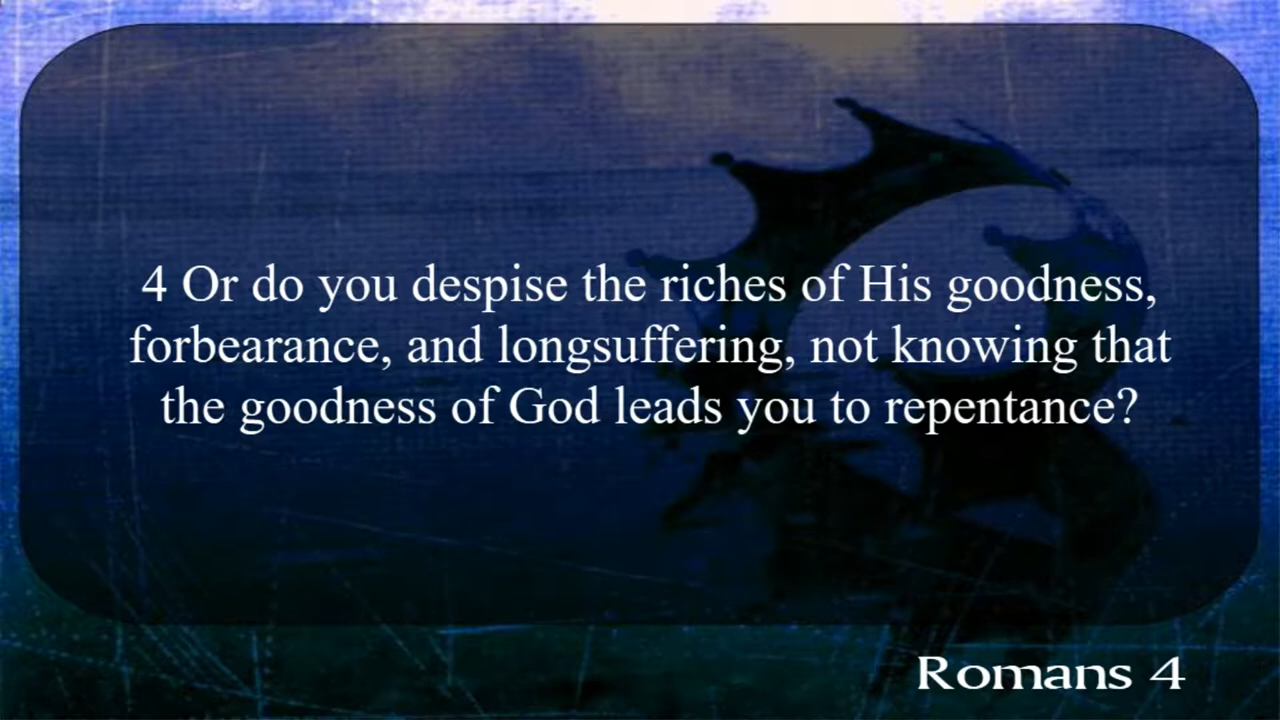 4 Or do you despise the riches of His goodness,
forbearance, and longsuffering, not knowing that
the goodness of God leads you to repentance?
Romans 4